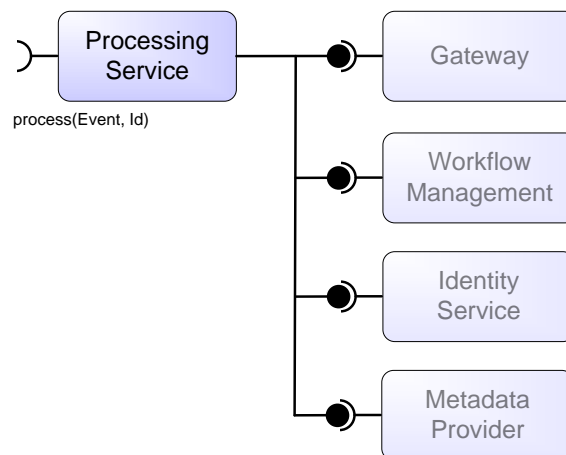 Processing
Service
process(Event, Id)
Gateway
Workflow
Management
Identity
Service
Metadata
Provider